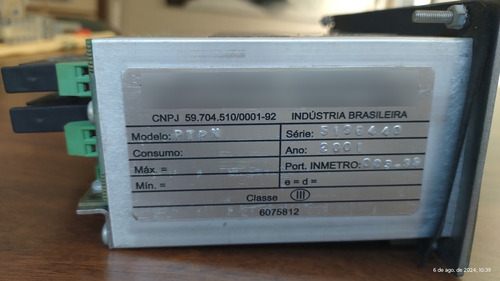 CNPJ 59.704.510/0001-92 INDÚSTRIA BRASILEIRA
Modelo: Série:
Consumo: Ano: 2001
Máx. = Port. INMETRO:
Mín. = e = d =
Classe III
6075812
6 de ago. de 2024, 10:39